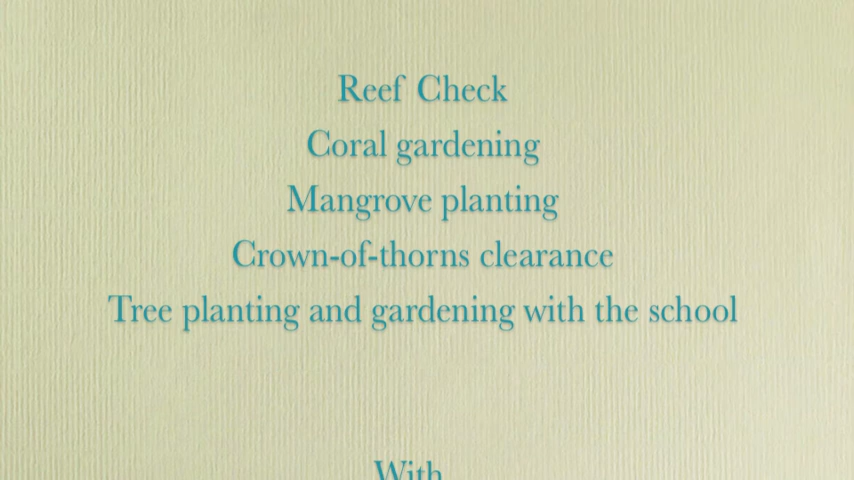 Reef Check
Coral gardening
Mangrove planting
Crown-of-thorns clearance
Tree planting and gardening with the school
With